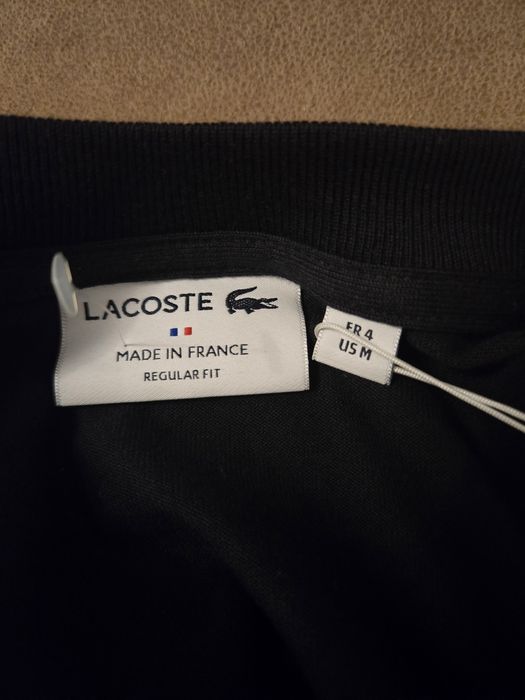 LACOSTE
MADE IN FRANCE
REGULAR FIT
FR 4
US M